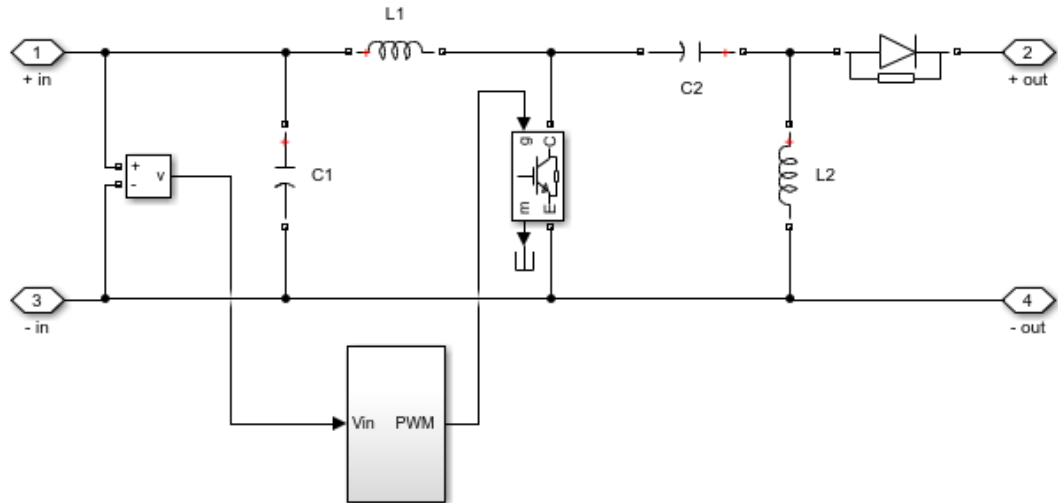 L1
1
+ in
C2
2
+ out
+
-
v
C1
g
C
m
E
L2
3
- in
4
- out
Vin
PWM